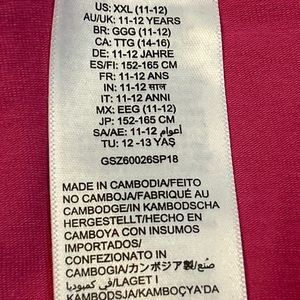 US: XXL (11-12)
AU/UK: 11-12 YEARS
BR: GGG (11-12)
CA: TTG (14-16)
DE: 11-12 JAHRE
ES/FI: 152-165 CM
FR: 11-12 ANS
IN: 11-12 साल
IT: 11-12 ANNI
MX: EEG (11-12)
JP: 152-165 CM
SA/AE: 11-12 أعوام
TU: 12 -13 YAŞ
GSZ60026SP18
MADE IN CAMBODIA/FEITO
NO CAMBOJA/FABRIQUÉ AU
CAMBODGE/IN KAMBODSCHA
HERGESTELLT/HECHO EN
CAMBOYA CON INSUMOS
IMPORTADOS/
CONFEZIONATO IN
CAMBOGIA/カンボジア製/صُنع
في كمبوديا/LAGET I
KAMBODSJA/KAMBOÇYA'DA